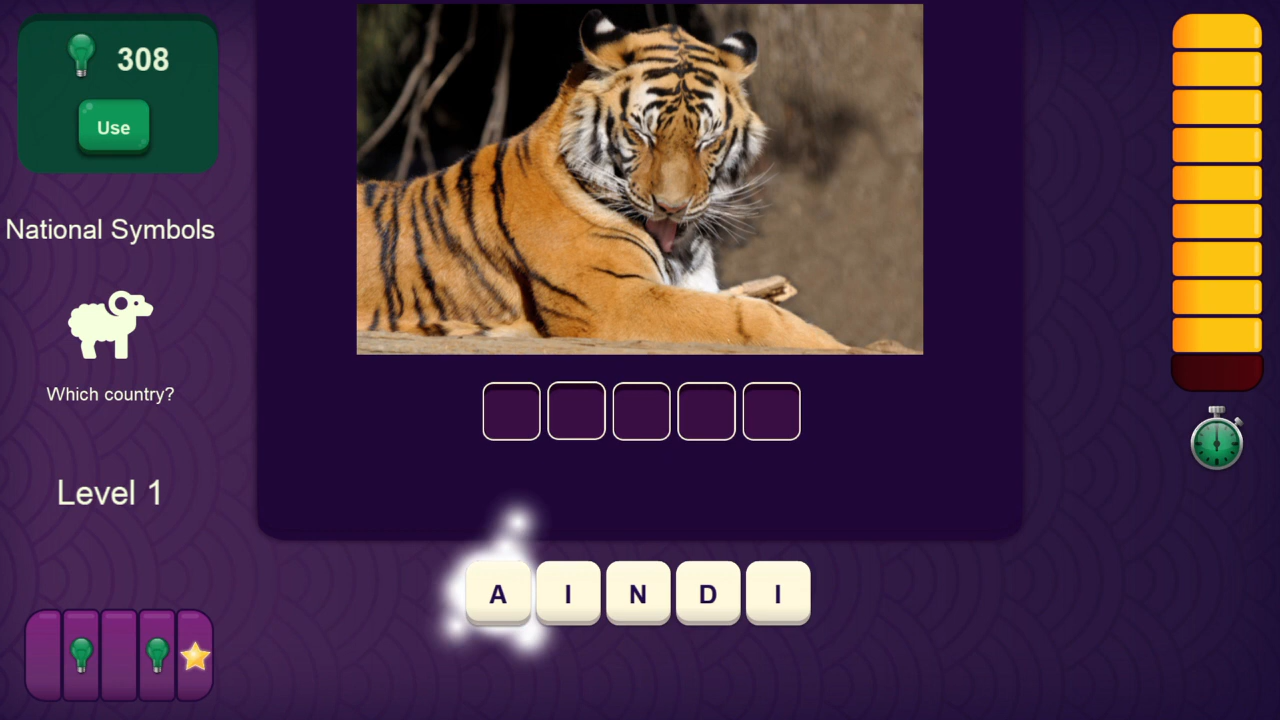 308
Use
National Symbols
Which country?
Level 1
A I N D I